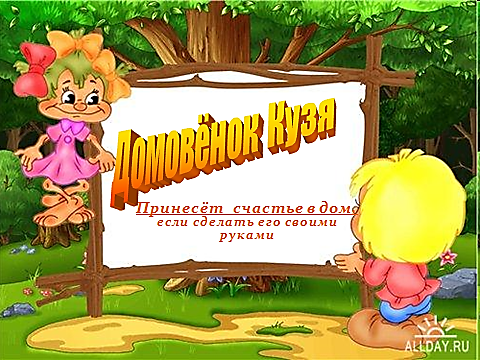 Домовёнок Кузя
Принесёт счастье в дом
если сделать его своими
руками
ALLDAY.RU